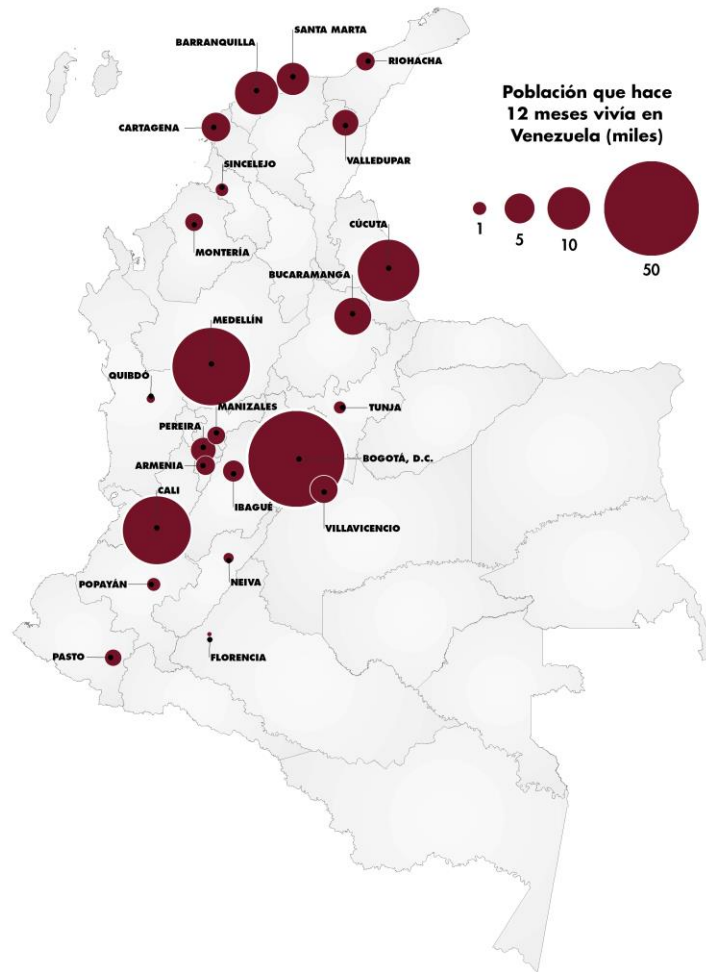 SANTA MARTA
BARRANQUILLA
RIOHACHA
Población que hace
12 meses vivía en
Venezuela (miles)
CARTAGENA
VALLEDUPAR
SINCELEJO
1
5
10
50
CÚCUTA
MONTERÍA
BUCARAMANGA
MEDELLÍN
QUIBDÓ
MANIZALES
TUNJA
PEREIRA
BOGOTÁ, D.C.
ARMENIA
CALI
IBAGUÉ
VILLAVICENCIO
POPAYÁN
NEIVA
PASTO
FLORENCIA